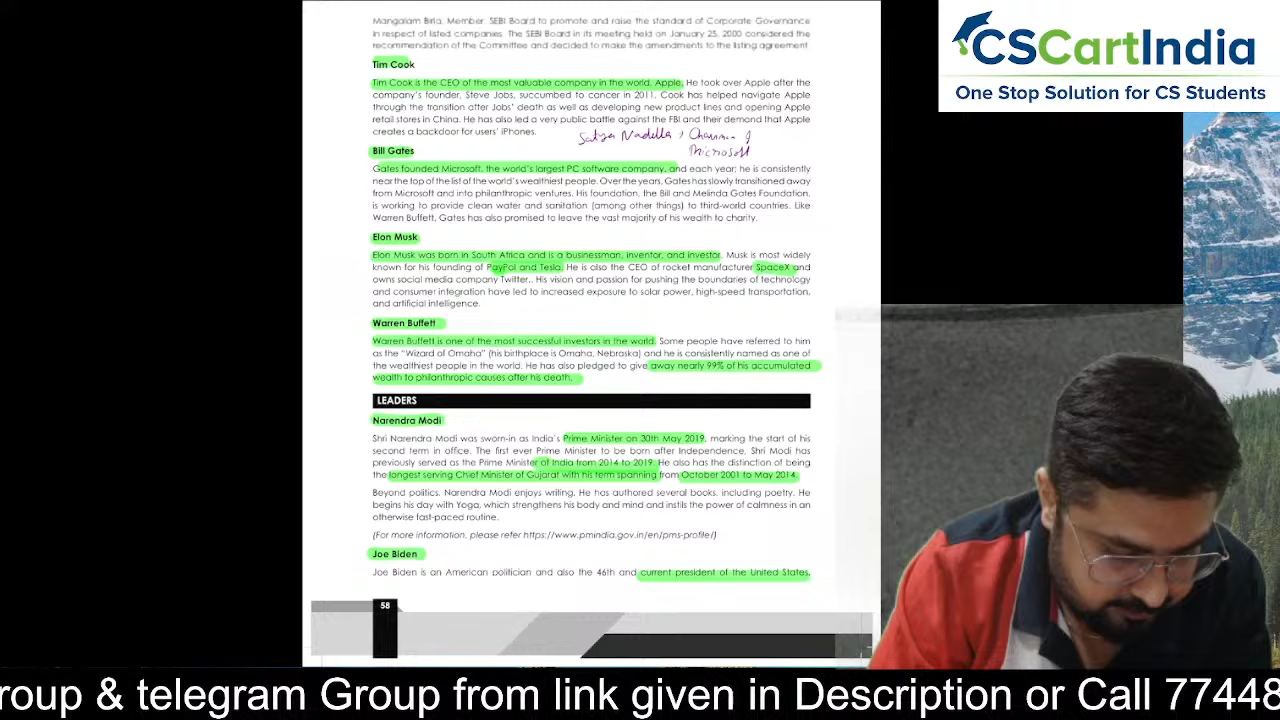 Mangalam Birla, Member, SEBI Board to promote and raise the standard of Corporate Governance
in respect of listed companies. The SEBI Board in its meeting held on January 25, 2000 considered the
recommendation of the Committee and decided to make the amendments to the listing agreement
Tim Cook
Tim Cook is the CEO of the most valuable company in the world, Apple. He took over Apple after the
company's founder, Steve Jobs, succumbed to cancer in 2011. Cook has helped navigate Apple
through the transition after Jobs' death as well as developing new product lines and opening Apple
retail stores in China. He has also led a very public battle against the FBI and their demand that Apple
creates a backdoor for users' iPhones.
Satya Nadella, Chairman of
Microsoft
Bill Gates
Gates founded Microsoft, the world's largest PC software company, and each year; he is consistently
near the top of the list of the world's wealthiest people. Over the years, Gates has slowly transitioned away
from Microsoft and into philanthropic ventures. His foundation, the Bill and Melinda Gates Foundation,
is working to provide clean water and sanitation (among other things) to third-world countries. Like
Warren Buffett, Gates has also promised to leave the vast majority of his wealth to charity.
Elon Musk
Elon Musk was born in South Africa and is a businessman, inventor, and investor. Musk is most widely
known for his founding of PayPal and Tesla. He is also the CEO of rocket manufacturer SpaceX and
owns social media company Twitter.. His vision and passion for pushing the boundaries of technology
and consumer integration have led to increased exposure to solar power, high-speed transportation,
and artificial intelligence.
Warren Buffett
Warren Buffett is one of the most successful investors in the world. Some people have referred to him
as the "Wizard of Omaha" (his birthplace is Omaha, Nebraska) and he is consistently named as one of
the wealthiest people in the world. He has also pledged to give away nearly 99% of his accumulated
wealth to philanthropic causes after his death.
LEADERS
Narendra Modi
Shri Narendra Modi was sworn-in as India's Prime Minister on 30th May 2019, marking the start of his
second term in office. The first ever Prime Minister to be born after Independence, Shri Modi has
previously served as the Prime Minister of India from 2014 to 2019. He also has the distinction of being
the longest serving Chief Minister of Gujarat with his term spanning from October 2001 to May 2014.
Beyond politics, Narendra Modi enjoys writing. He has authored several books, including poetry. He
begins his day with Yoga, which strengthens his body and mind and instils the power of calmness in an
otherwise fast-paced routine.
(For more information, please refer https://www.pmindia.gov.in/en/pms-profile/)
Joe Biden
Joe Biden is an American politician and also the 46th and current president of the United States.
58
CSCartIndia
One Stop Solution for CS Students
roup & telegram Group from link given in Description or Call 77448